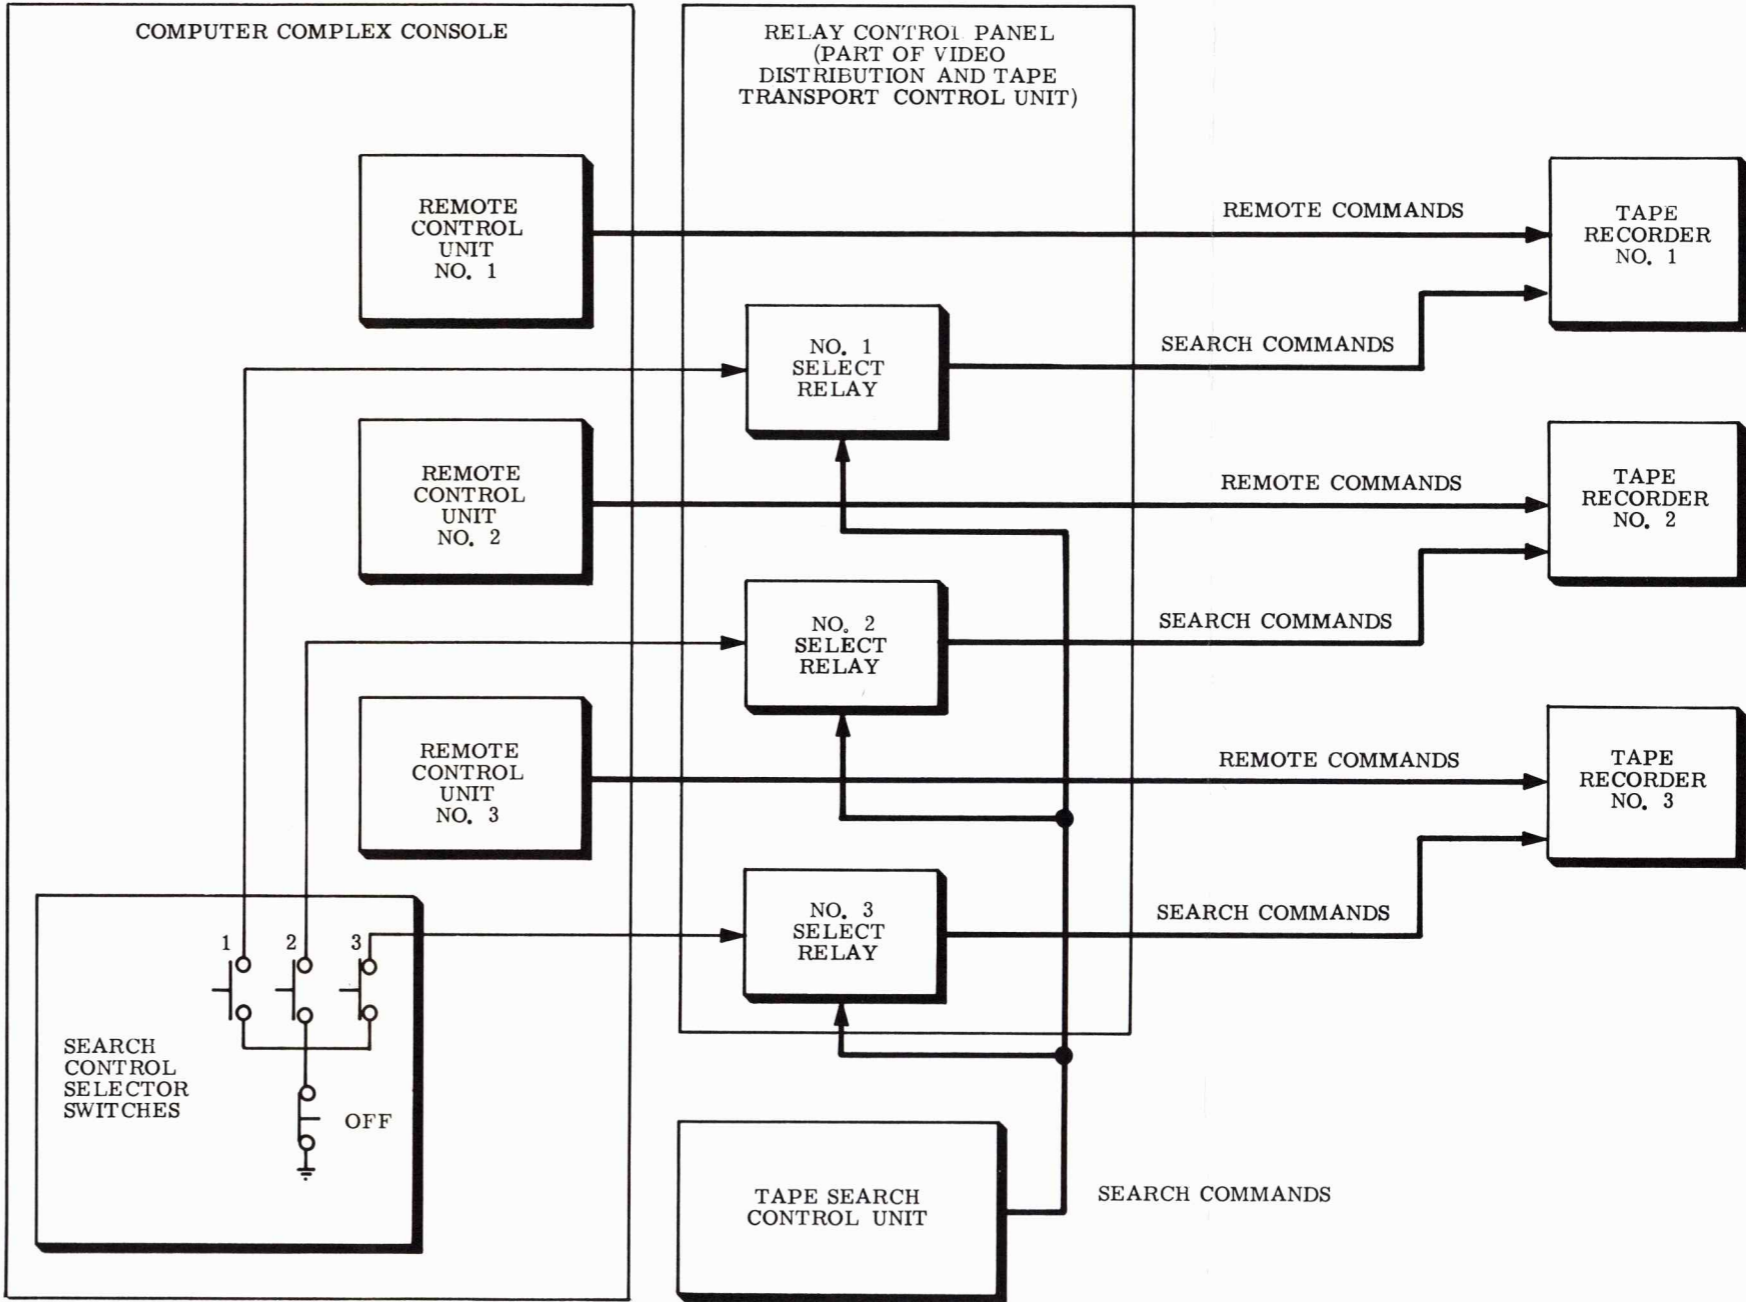 COMPUTER COMPLEX CONSOLE
RELAY CONTROL PANEL
(PART OF VIDEO
DISTRIBUTION AND TAPE
TRANSPORT CONTROL UNIT)
REMOTE
CONTROL
UNIT
NO. 1
REMOTE COMMANDS
TAPE
RECORDER
NO. 1
NO. 1
SELECT
RELAY
SEARCH COMMANDS
REMOTE
CONTROL
UNIT
NO. 2
REMOTE COMMANDS
TAPE
RECORDER
NO. 2
NO. 2
SELECT
RELAY
SEARCH COMMANDS
REMOTE
CONTROL
UNIT
NO. 3
REMOTE COMMANDS
TAPE
RECORDER
NO. 3
NO. 3
SELECT
RELAY
SEARCH COMMANDS
1 2 3
SEARCH
CONTROL
SELECTOR
SWITCHES
OFF
TAPE SEARCH
CONTROL UNIT
SEARCH COMMANDS